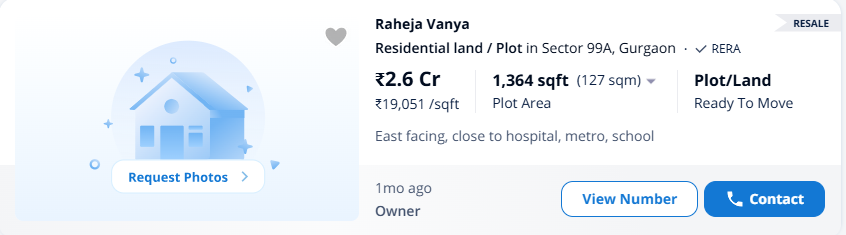 Raheja Vanya
RESALE
Residential land / Plot in Sector 99A, Gurgaon · ✓ RERA
₹2.6 Cr
₹19,051 /sqft
1,364 sqft (127 sqm)
Plot Area
Plot/Land
Ready To Move
East facing, close to hospital, metro, school
Request Photos
1mo ago
Owner
View Number
Contact